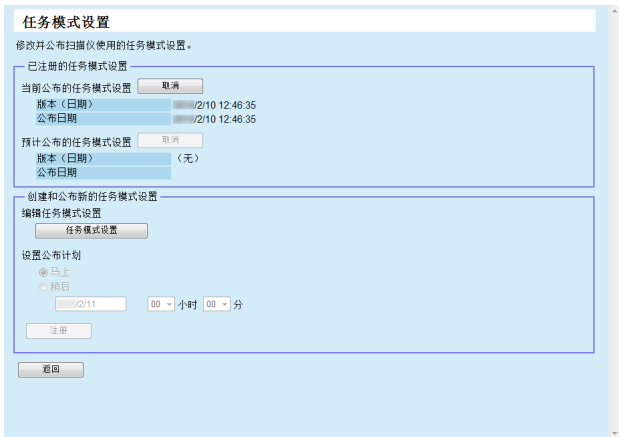 任务模式设置
修改并公布扫描仪使用的任务模式设置。
已注册的任务模式设置
当前公布的任务模式设置 取消
版本（日期） /2/10 12:46:35
公布日期 /2/10 12:46:35
预计公布的任务模式设置 取消
版本（日期） （无）
公布日期
创建和公布新的任务模式设置
编辑任务模式设置
任务模式设置
设置公布计划
马上
稍后
/2/11 00 小时 00 分
注册
返回